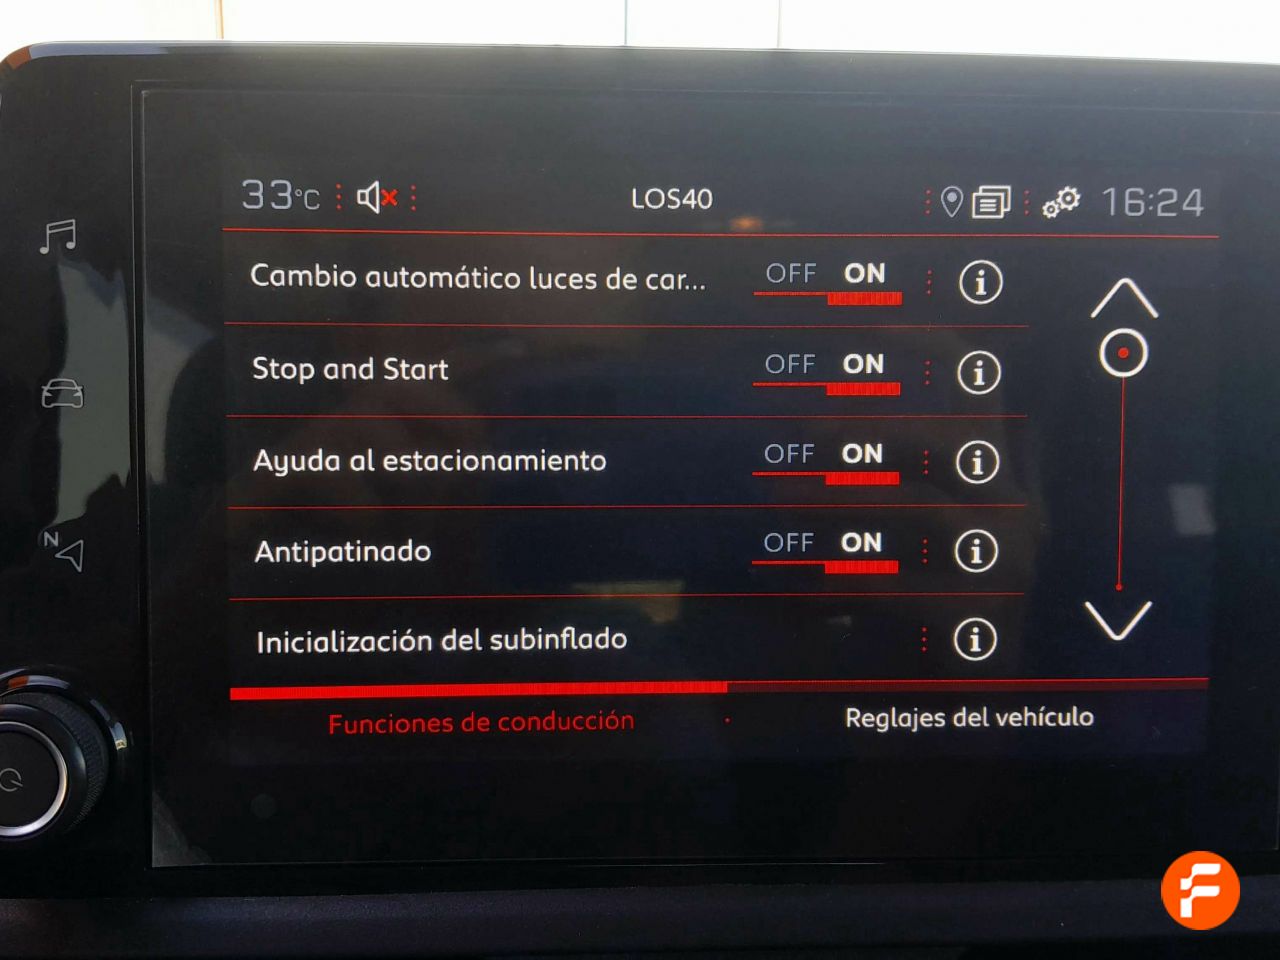 33°C LOS40 16:24
Cambio automático luces de car... OFF ON
Stop and Start OFF ON
Ayuda al estacionamiento OFF ON
Antipatinado OFF ON
Inicialización del subinflado
Funciones de conducción Reglajes del vehículo
N
F